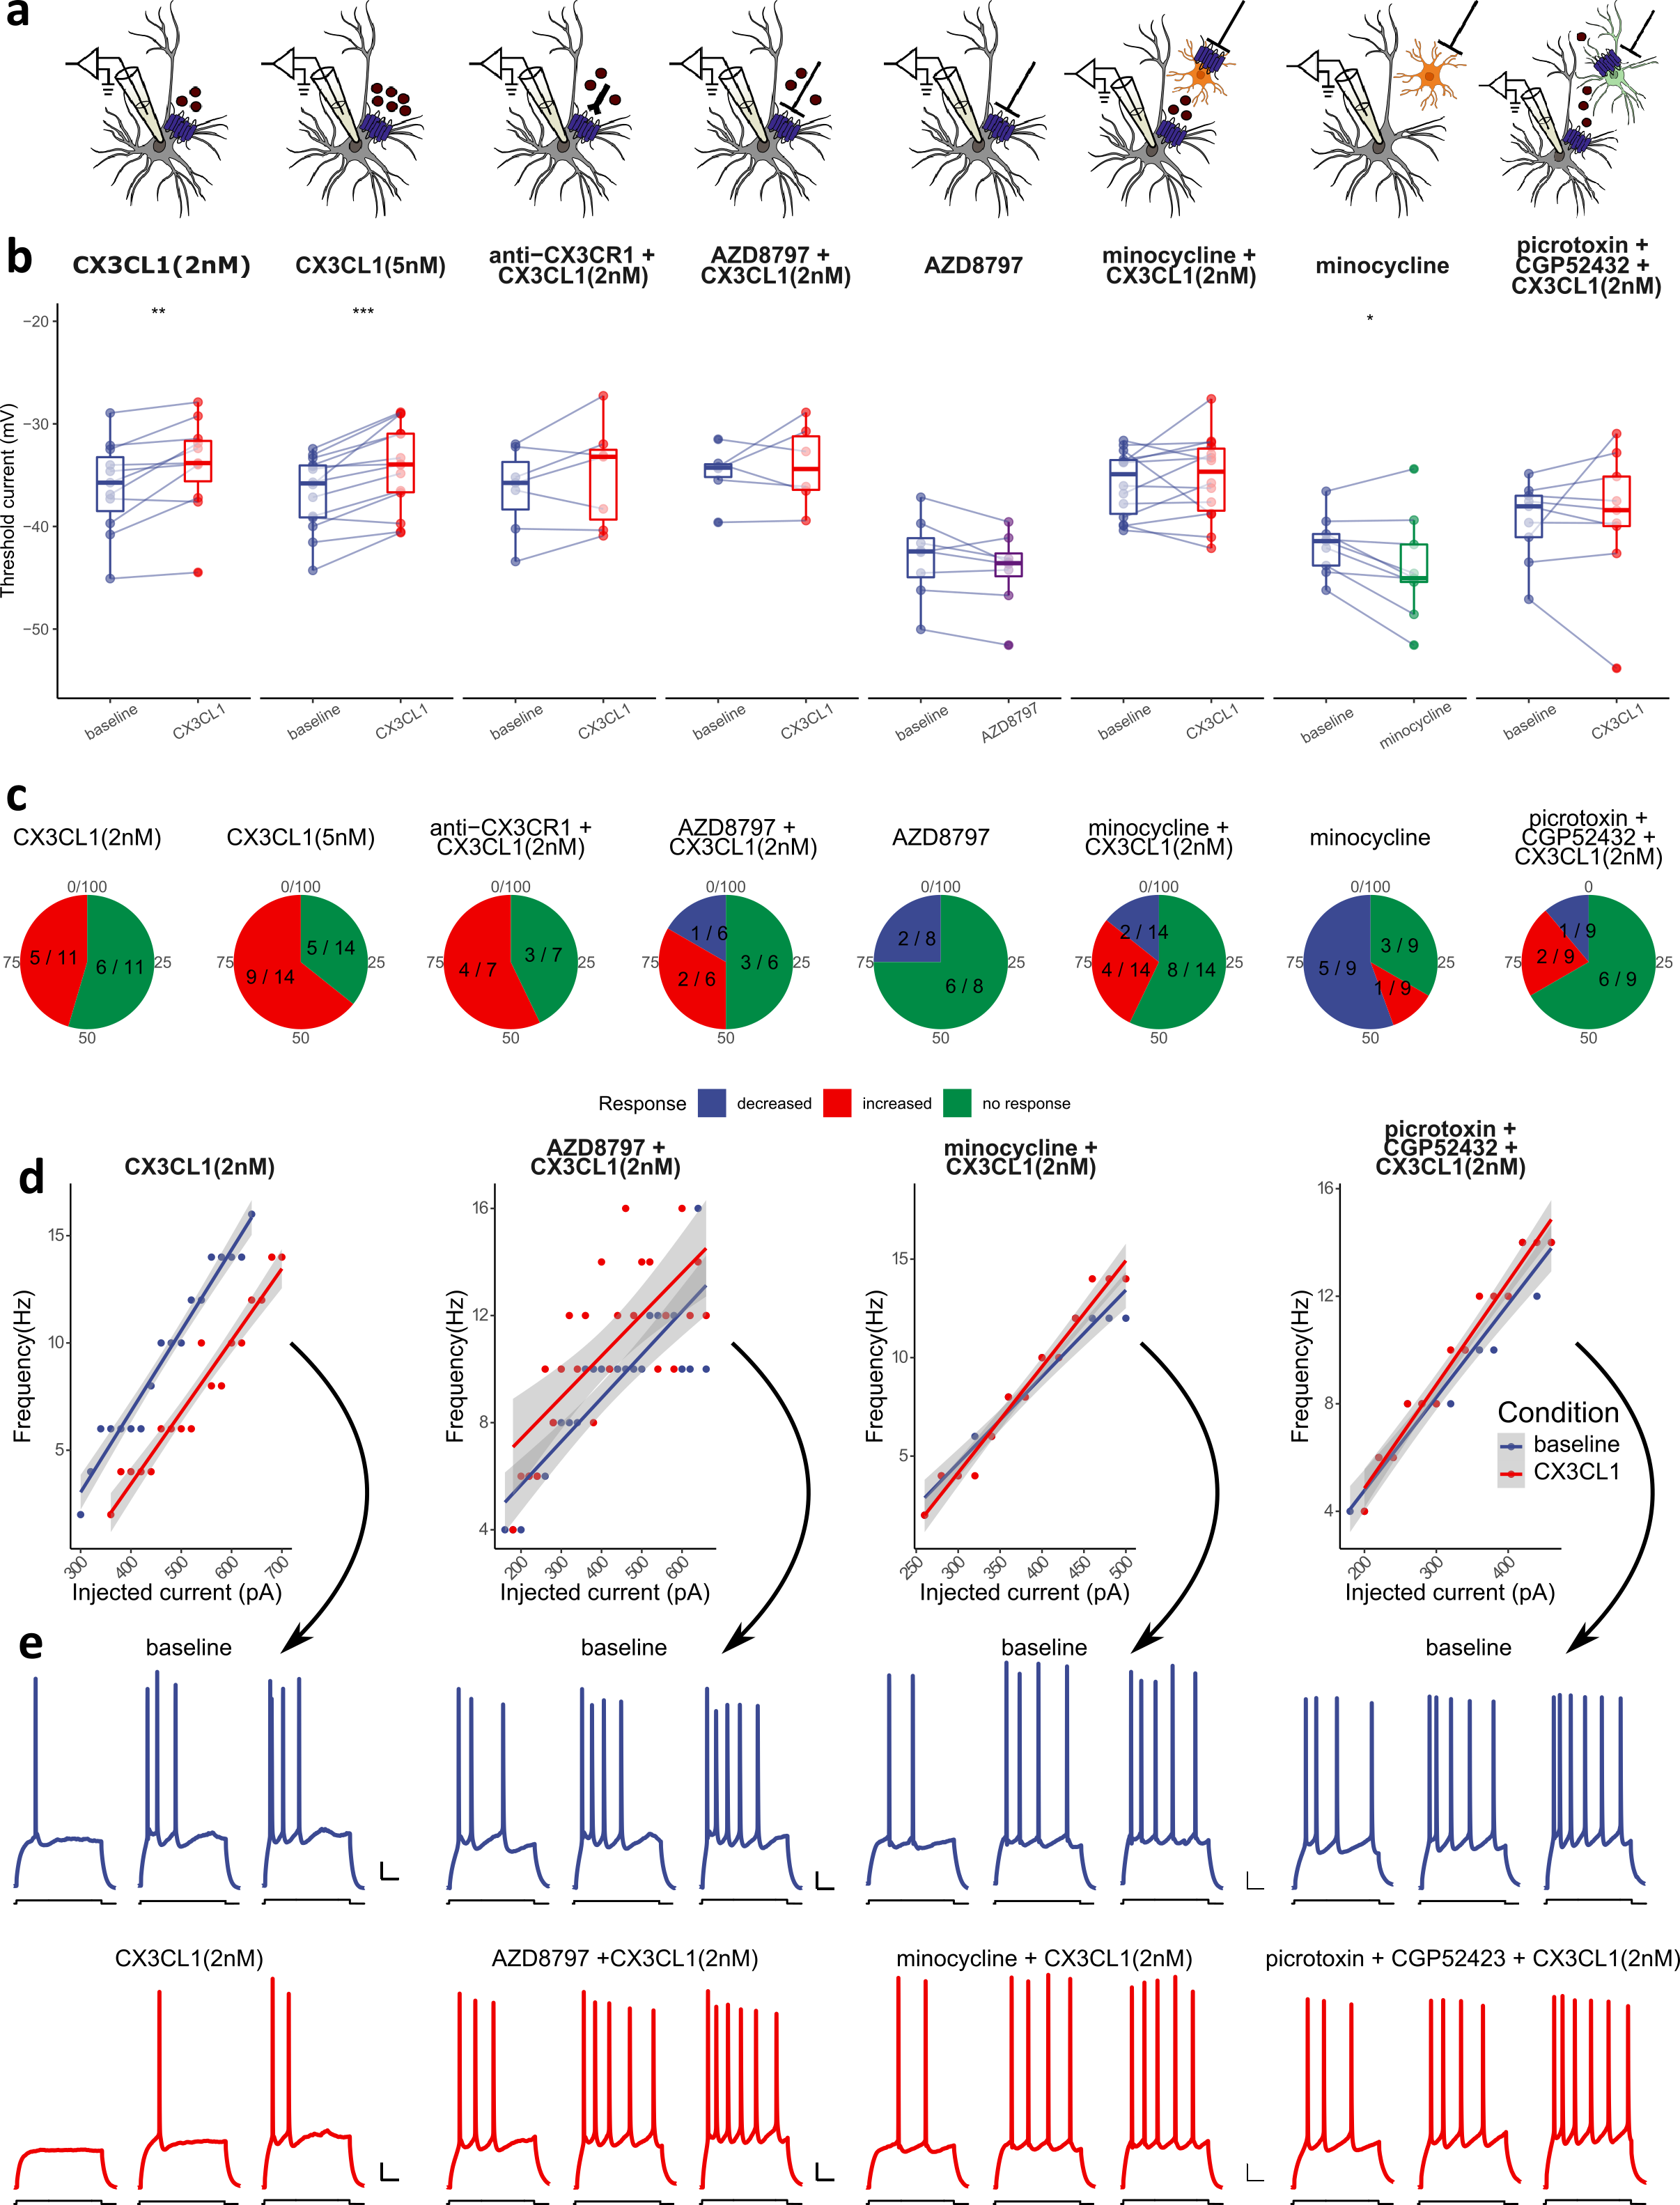 a
b
CX3CL1(2nM)
CX3CL1(5nM)
anti−CX3CR1 +
CX3CL1(2nM)
AZD8797 +
CX3CL1(2nM)
AZD8797
minocycline +
CX3CL1(2nM)
minocycline
picrotoxin +
CGP52432 +
CX3CL1(2nM)
** *** *
Threshold current (mV)
−20
−30
−40
−50
baseline CX3CL1
baseline CX3CL1
baseline CX3CL1
baseline CX3CL1
baseline AZD8797
baseline CX3CL1
baseline minocycline
baseline CX3CL1
c
CX3CL1(2nM)
0/100
75 5 / 11 6 / 11 25
50
CX3CL1(5nM)
0/100
75 9 / 14 5 / 14 25
50
anti−CX3CR1 +
CX3CL1(2nM)
0/100
75 4 / 7 3 / 7 25
50
AZD8797 +
CX3CL1(2nM)
0/100
1 / 6
75 2 / 6 3 / 6 25
50
AZD8797
0/100
2 / 8
75 25
6 / 8
50
minocycline +
CX3CL1(2nM)
0/100
2 / 14
75 4 / 14 8 / 14 25
50
minocycline
0/100
3 / 9
75 5 / 9 25
1 / 9
50
picrotoxin +
CGP52432 +
CX3CL1(2nM)
0
1 / 9
75 2 / 9 25
6 / 9
50
Response decreased increased no response
d
CX3CL1(2nM)
Frequency(Hz)
15
10
5
300 400 500 600 700
Injected current (pA)
AZD8797 +
CX3CL1(2nM)
Frequency(Hz)
16
12
8
4
200 300 400 500 600
Injected current (pA)
minocycline +
CX3CL1(2nM)
Frequency(Hz)
15
10
5
250 300 350 400 450 500
Injected current (pA)
picrotoxin +
CGP52432 +
CX3CL1(2nM)
Frequency(Hz)
16
12
8
4
200 300 400
Injected current (pA)
Condition
baseline
CX3CL1
e
baseline baseline baseline baseline
CX3CL1(2nM) AZD8797 +CX3CL1(2nM) minocycline + CX3CL1(2nM) picrotoxin + CGP52423 + CX3CL1(2nM)